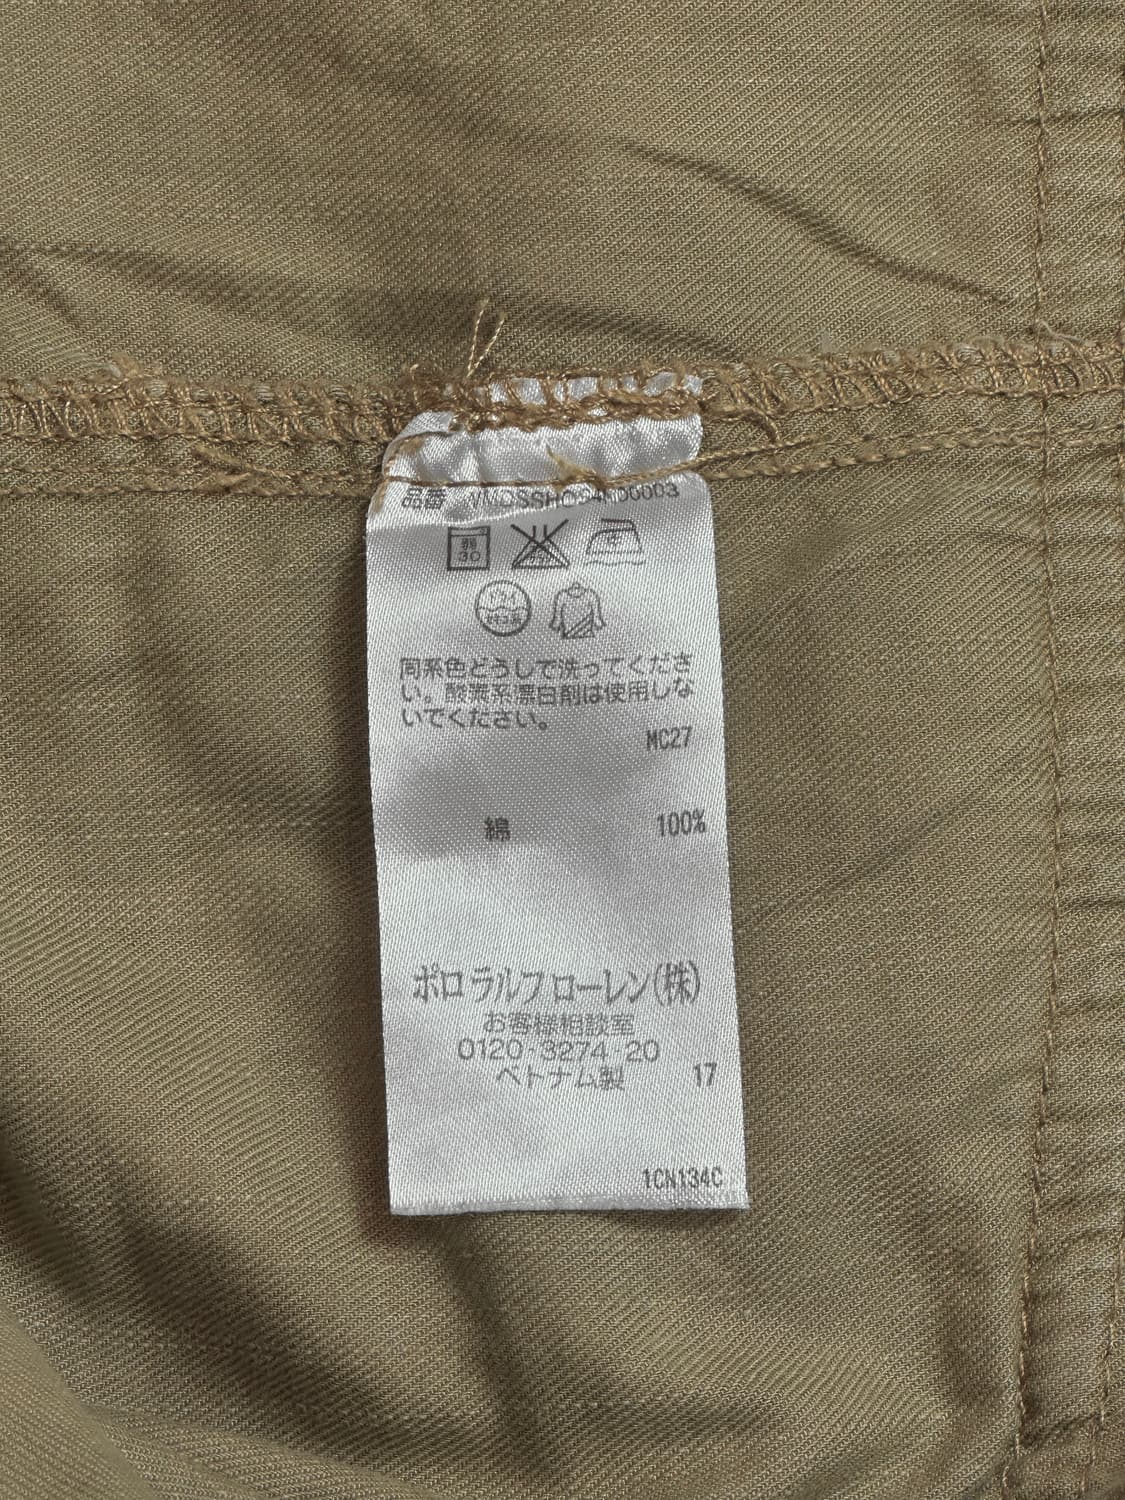 品番
弱
30
同系色どうしで洗ってくださ
い。酸素系漂白剤は使用しな
いでください。
MC27
綿 100%
ポロ ラルフ ローレン(株)
お客様相談室
0120-3274-20
ベトナム製 17
1CN134C